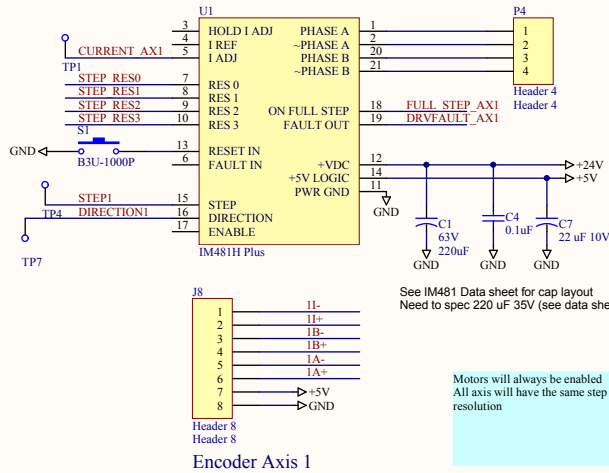 U1
P4
3 HOLD I ADJ PHASE A 1 1
4 I REF ~PHASE A 2 2
CURRENT_AX1 5 I ADJ PHASE B 20 3
TP1 ~PHASE B 21 4
STEP_RES0 7 RES 0 Header 4
STEP_RES1 8 RES 1 Header 4
STEP_RES2 9 RES 2 ON FULL STEP 18 FULL_STEP_AX1
STEP_RES3 10 RES 3 FAULT OUT 19 DRVFAULT_AX1
S1
GND 13 RESET IN
B3U-1000P 6 FAULT IN
+VDC 12 +24V
+5V LOGIC 14 +5V
PWR GND 11
GND
STEP1 15 STEP
TP4 DIRECTION1 16 DIRECTION
17 ENABLE
TP7
IM481H Plus
C1
63V
220uF
C4
0.1uF
C7
22 uF 10V
GND GND GND
See IM481 Data sheet for cap layout
Need to spec 220 uF 35V (see data she
J8
1 1I-
2 1I+
3 1B-
4 1B+
5 1A-
6 1A+
7 +5V
8 GND
Header 8
Header 8
Encoder Axis 1
Motors will always be enabled
All axis will have the same step
resolution